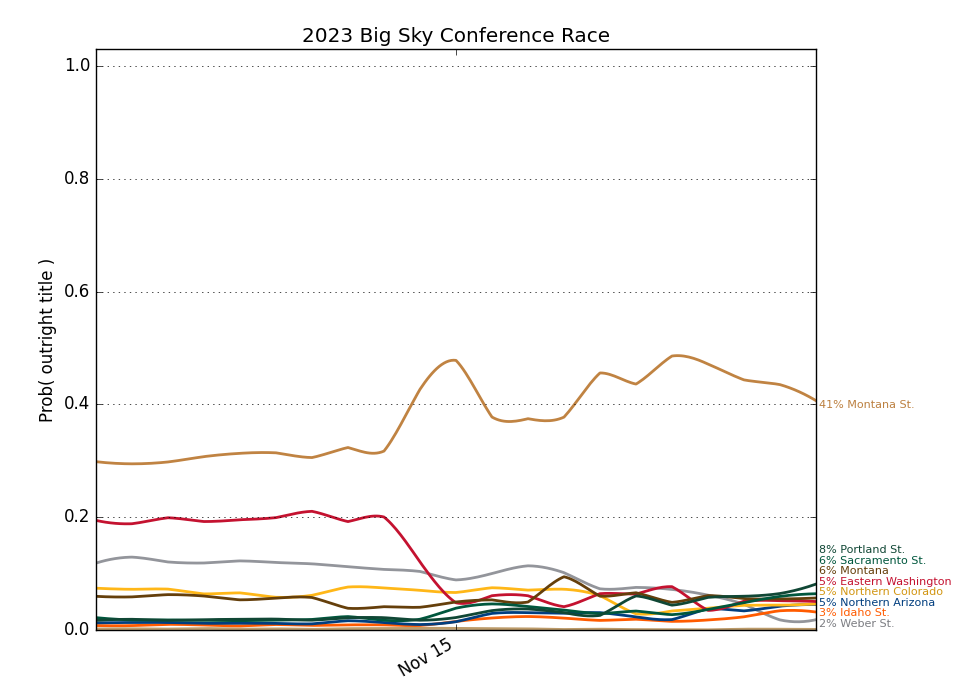 2023 Big Sky Conference Race
Prob( outright title )
1.0
0.8
0.6
0.4
0.2
0.0
Nov 15
41% Montana St.
8% Portland St.
6% Sacramento St.
6% Montana
5% Eastern Washington
5% Northern Colorado
5% Northern Arizona
3% Idaho St.
2% Weber St.